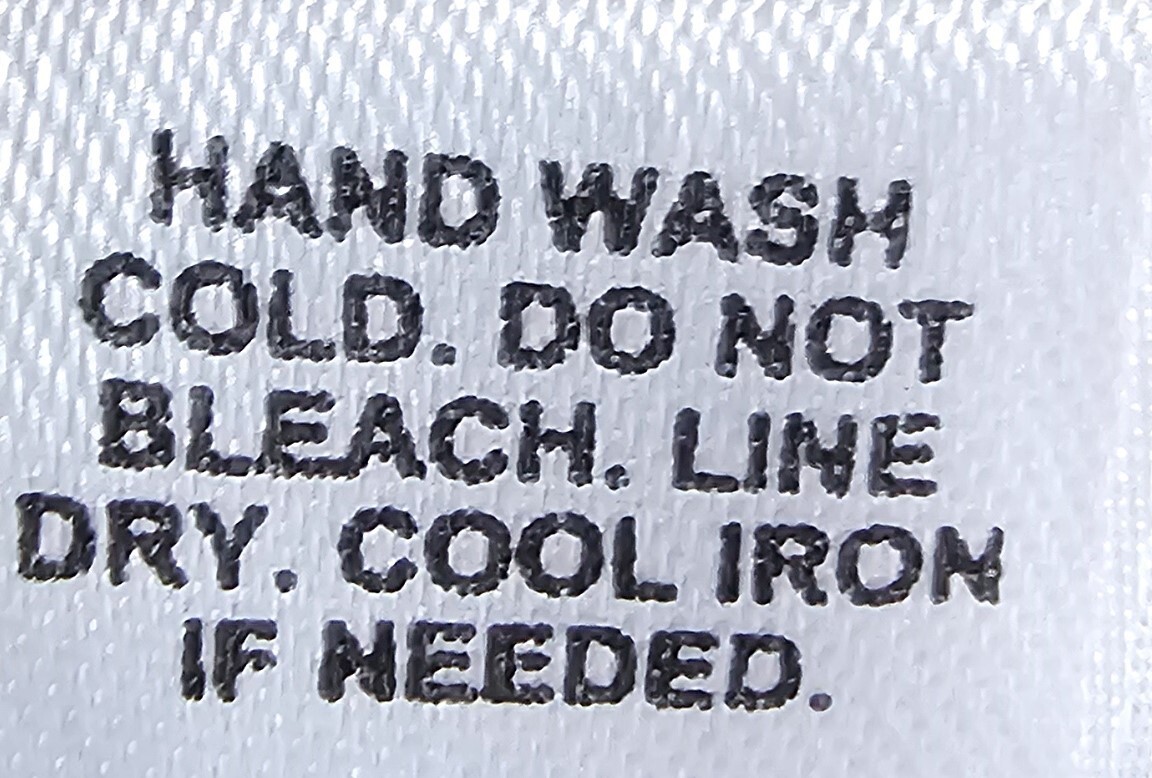 HAND WASH
COLD. DO NOT
BLEACH. LINE
DRY. COOL IRON
IF NEEDED.